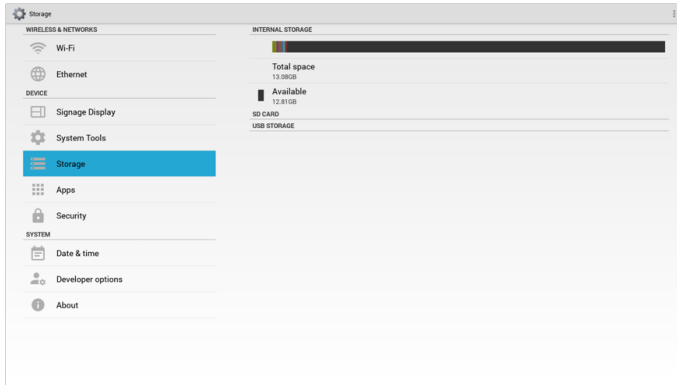 Storage
WIRELESS & NETWORKS
Wi-Fi
Ethernet
DEVICE
Signage Display
System Tools
Storage
Apps
Security
SYSTEM
Date & time
Developer options
About
INTERNAL STORAGE
Total space
13.08GB
Available
12.81GB
SD CARD
USB STORAGE